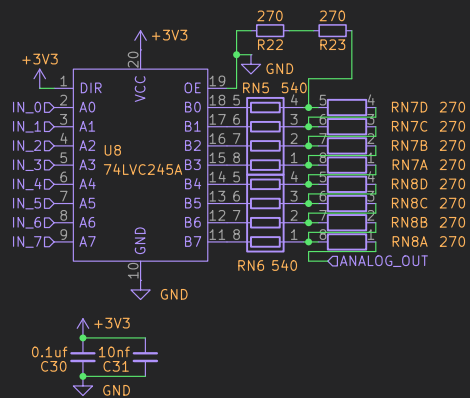 270 270
+3V3 R22 R23
+3V3
20
VCC
GND
1 DIR OE 19 RN5 540
IN_0 2 A0 B0 18 5 4 5 4 RN7D 270
IN_1 3 A1 B1 17 6 3 6 3 RN7C 270
IN_2 4 A2 B2 16 7 2 7 2 RN7B 270
IN_3 5 A3 B3 15 8 1 8 1 RN7A 270
U8
74LVC245A
IN_4 6 A4 B4 14 5 4 5 4 RN8D 270
IN_5 7 A5 B5 13 6 3 6 3 RN8C 270
IN_6 8 A6 B6 12 7 2 7 2 RN8B 270
IN_7 9 A7 B7 11 8 1 8 1 RN8A 270
GND
10
RN6 540
ANALOG_OUT
GND
+3V3
0.1uf 10nf
C30 C31
GND